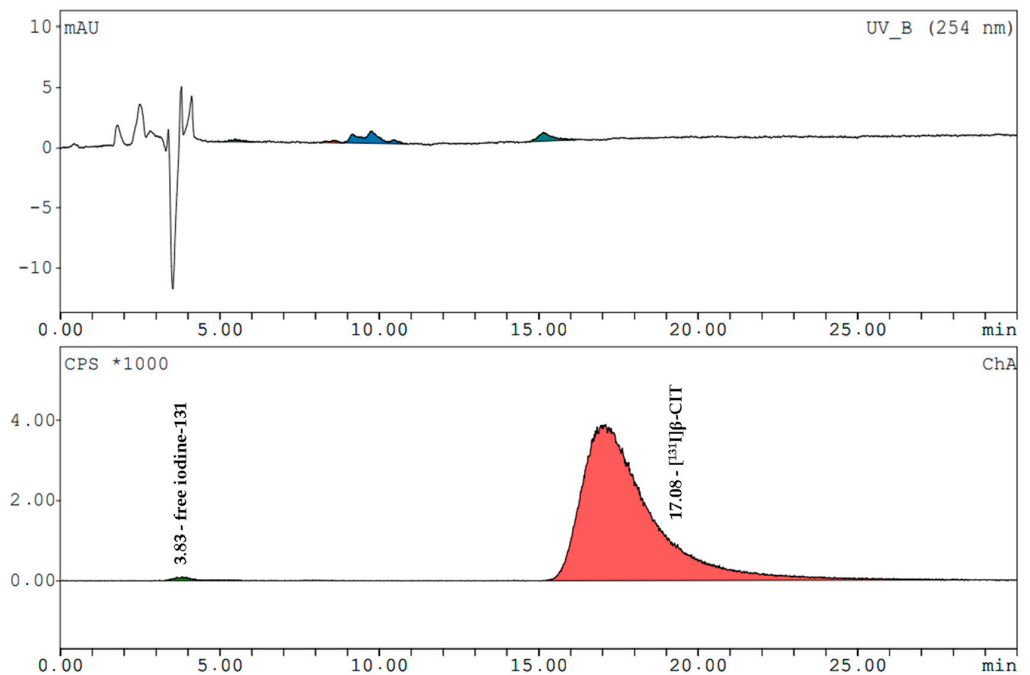 10 mAU UV_B (254 nm)
5
0
-5
-10
0.00 5.00 10.00 15.00 20.00 25.00 min
CPS *1000 ChA
4.00
2.00
0.00
3.83 - free iodine-131
17.08 - [¹³¹I]β-CIT
0.00 5.00 10.00 15.00 20.00 25.00 min